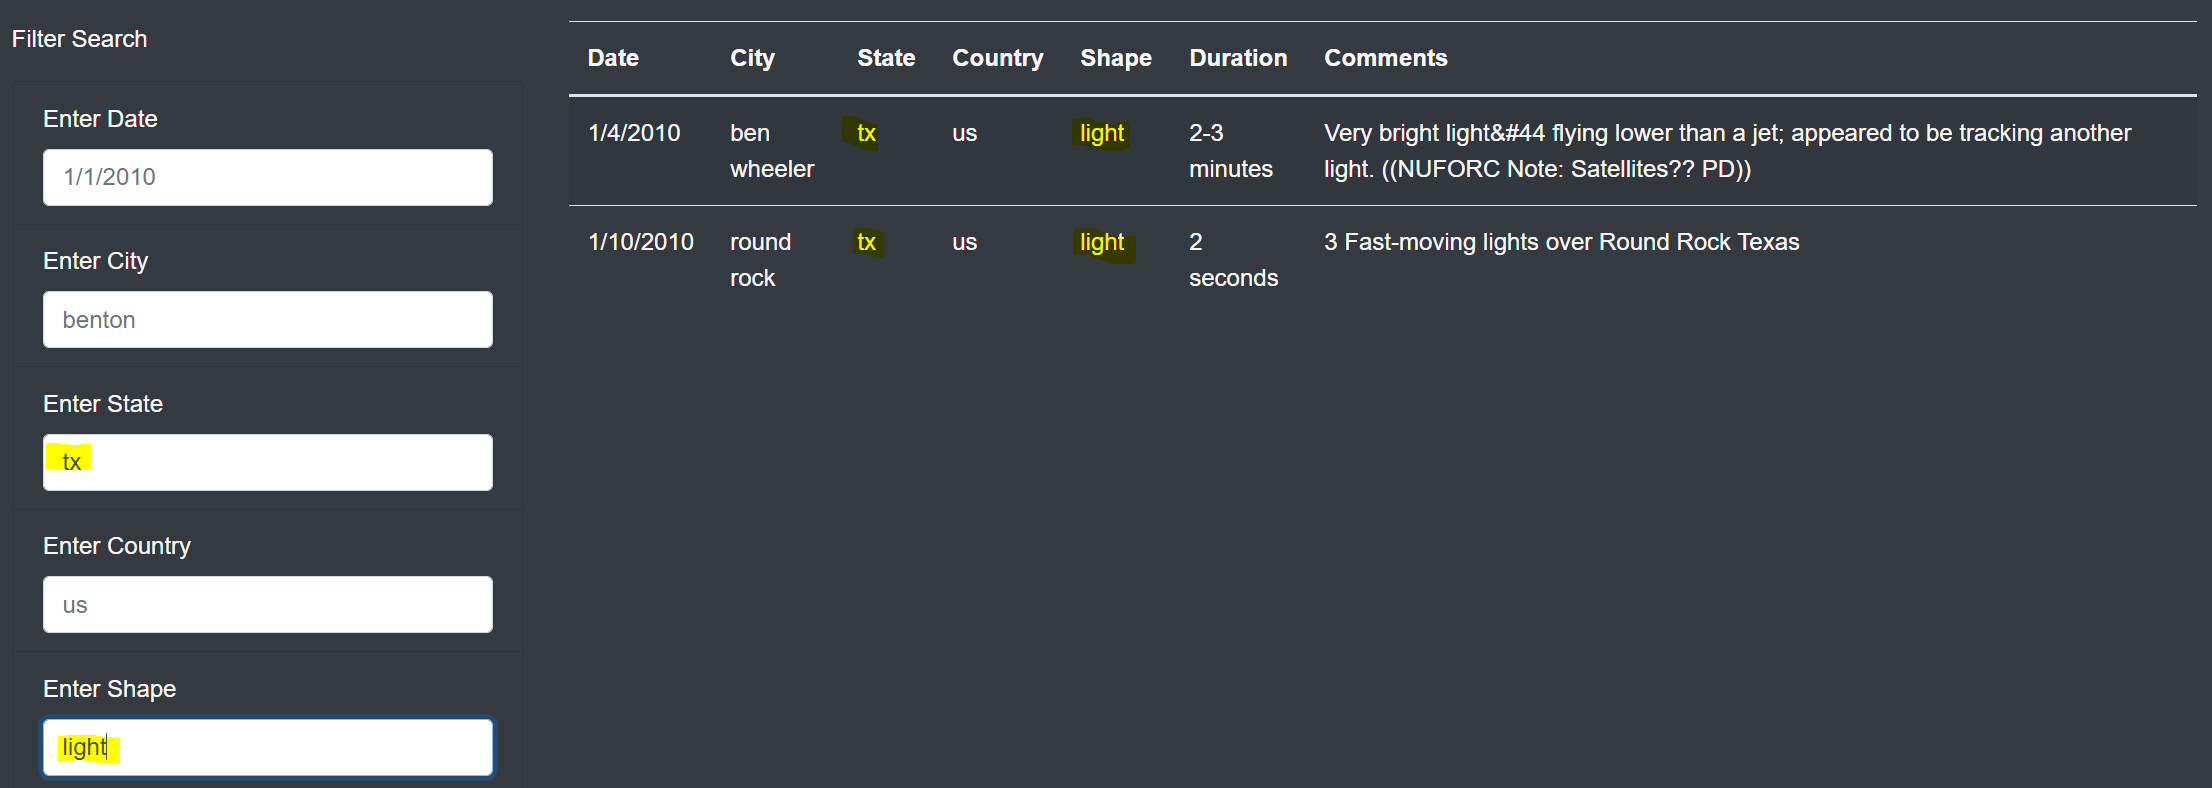 Filter Search
Enter Date
1/1/2010
Enter City
benton
Enter State
tx
Enter Country
us
Enter Shape
light
Date City State Country Shape Duration Comments
1/4/2010 ben wheeler tx us light 2-3 minutes Very bright light&#44 flying lower than a jet; appeared to be tracking another
light. ((NUFORC Note: Satellites?? PD))
1/10/2010 round rock tx us light 2 seconds 3 Fast-moving lights over Round Rock Texas